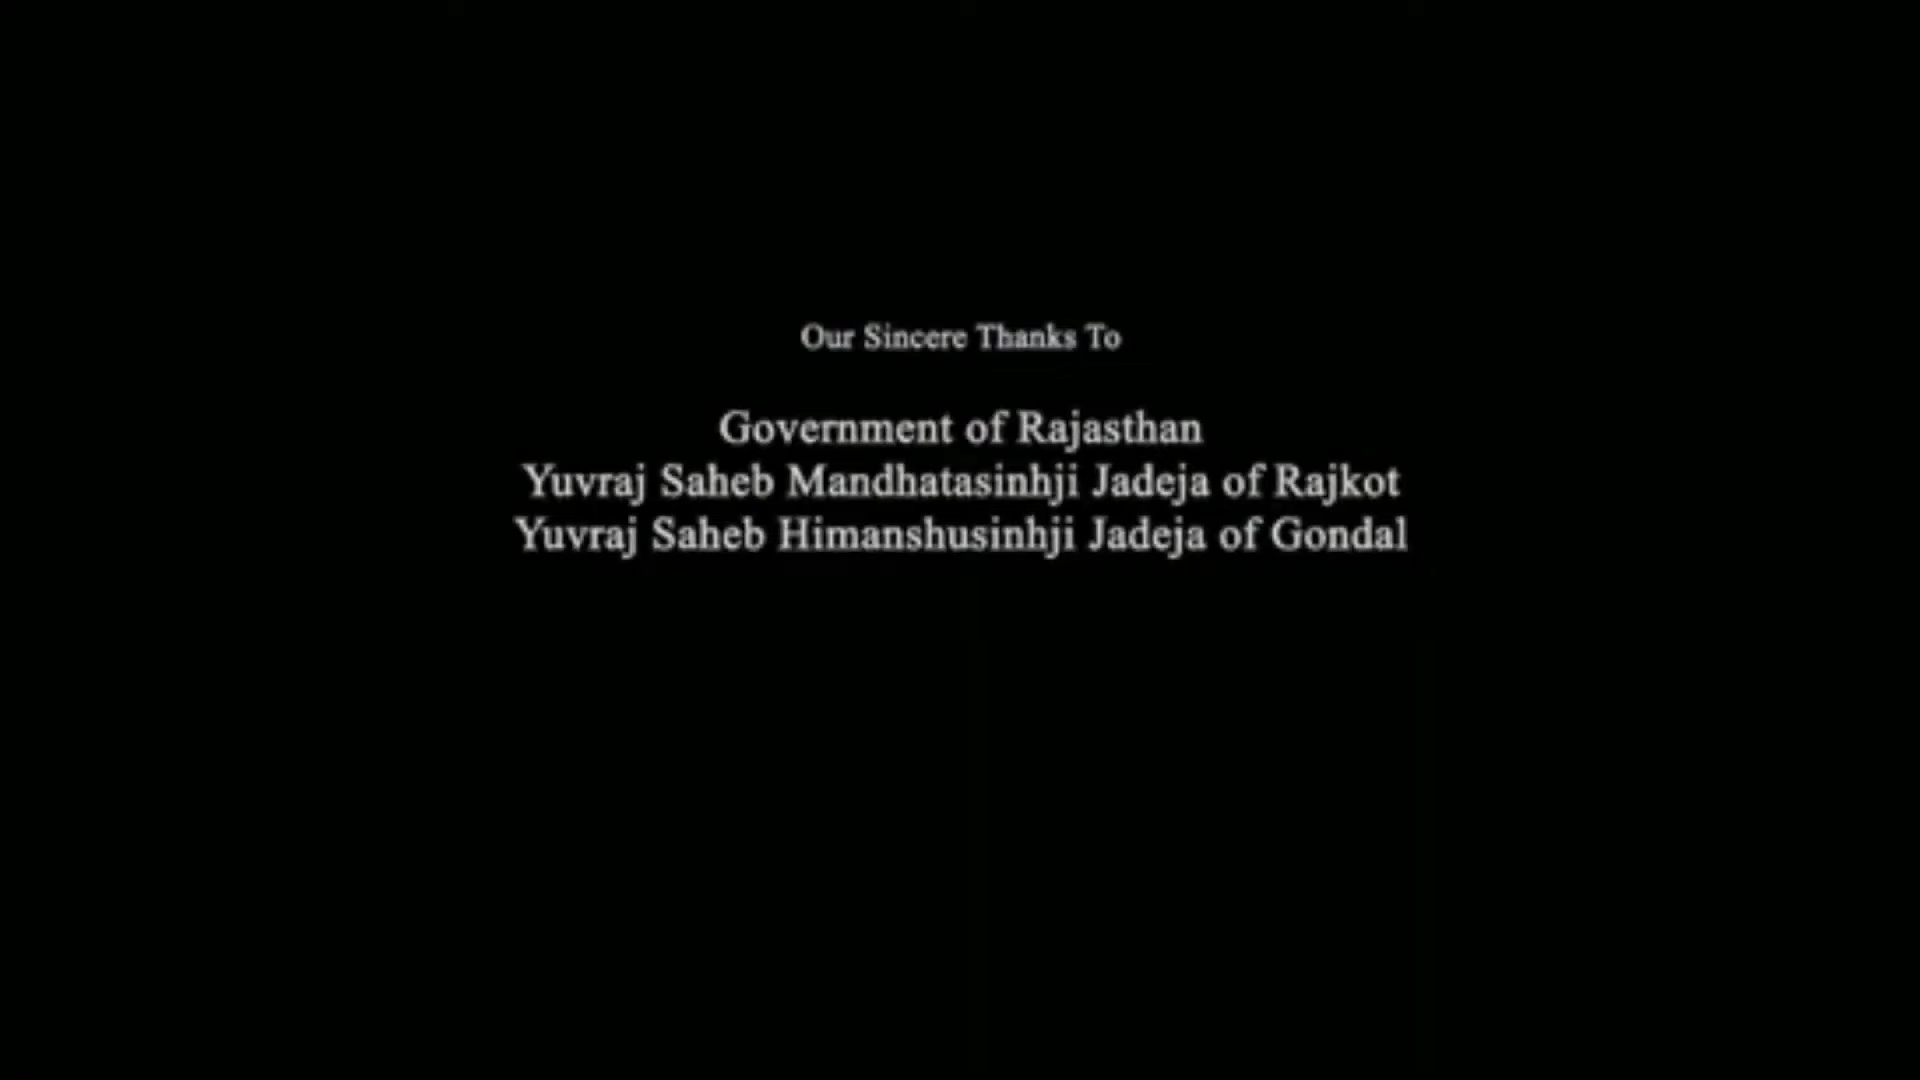 Our Sincere Thanks To
Government of Rajasthan
Yuvraj Saheb Mandhatasinhji Jadeja of Rajkot
Yuvraj Saheb Himanshusinhji Jadeja of Gondal